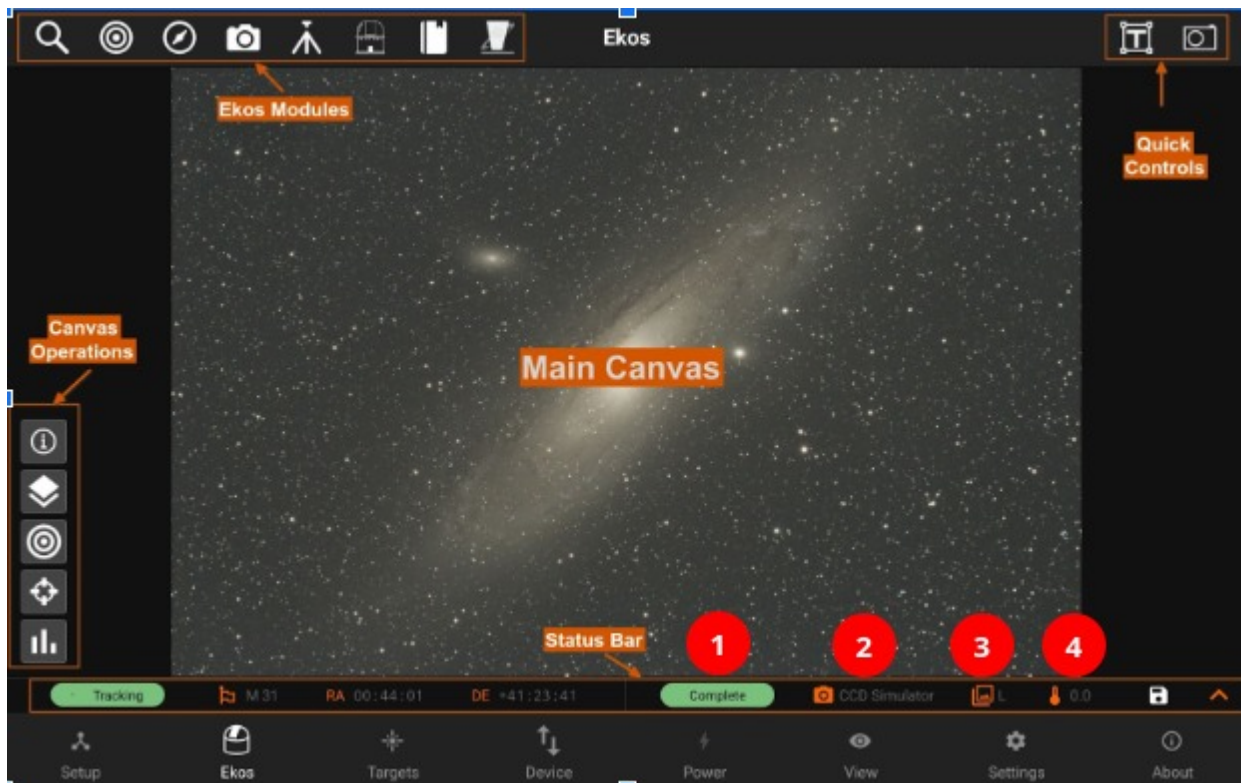 Ekos
Ekos Modules
Quick
Controls
Canvas
Operations
Main Canvas
Status Bar
1
2
3
4
Tracking
M 31
RA 00:44:01
DE +41:23:41
Complete
CCD Simulator
L
0.0
Setup
Ekos
Targets
Device
Power
View
Settings
About